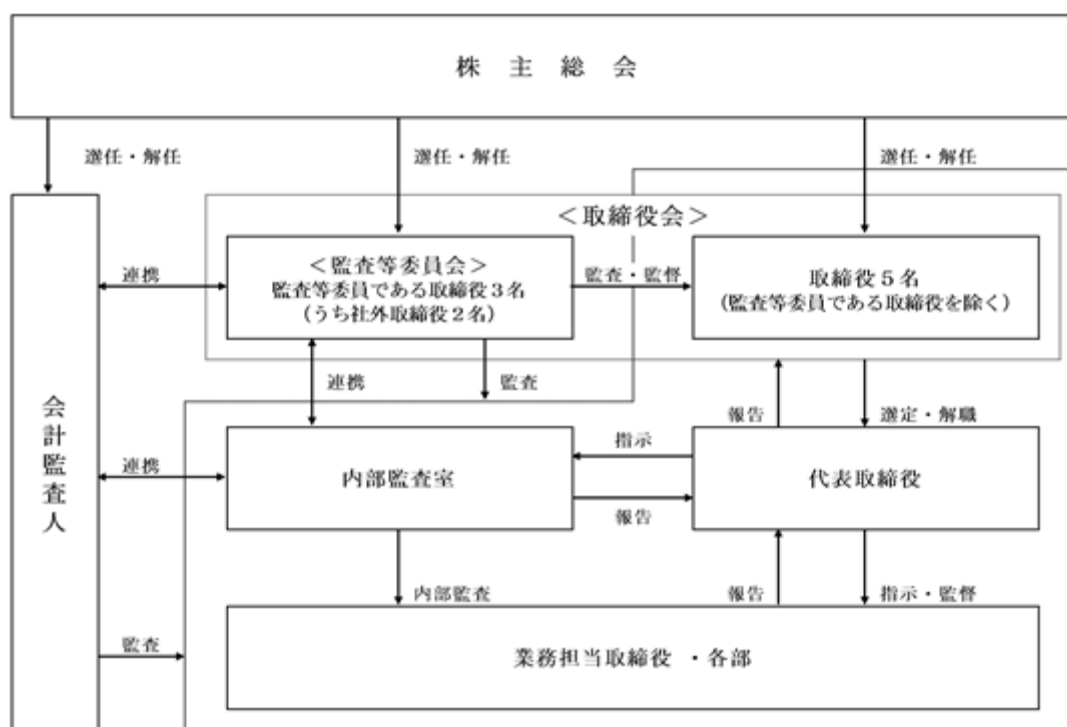 株 主 総 会
選任・解任
選任・解任
選任・解任
＜取締役会＞
＜監査等委員会＞
監査等委員である取締役３名
（うち社外取締役２名）
連携
監査・監督
取締役５名
（監査等委員である取締役を除く）
連携
監査
報告
選定・解職
会計監査人
連携
内部監査室
指示
報告
代表取締役
内部監査
報告
指示・監督
監査
業務担当取締役 ・各部